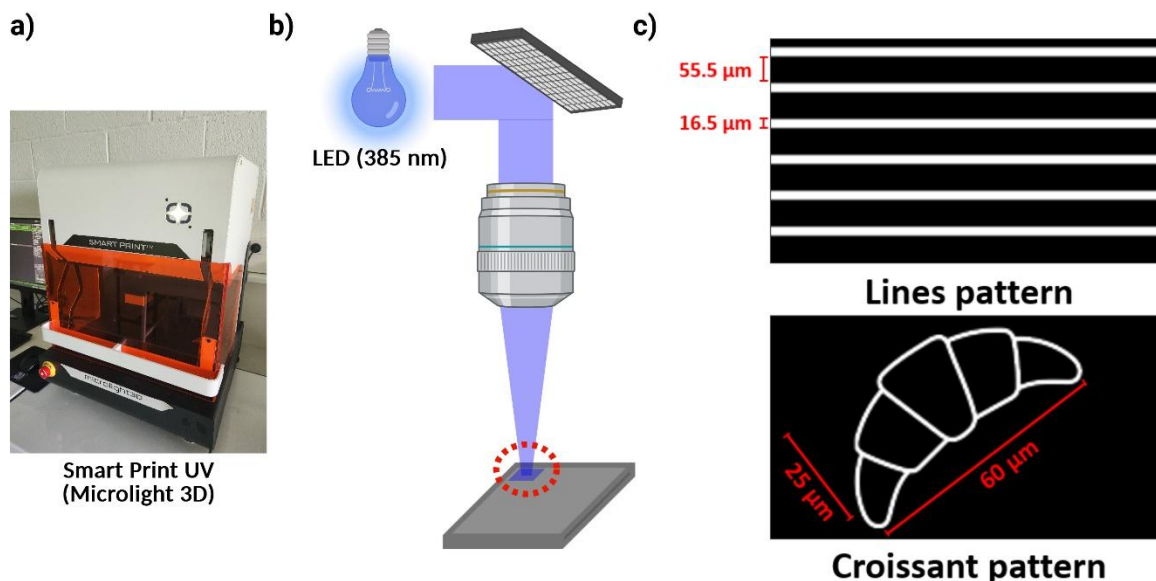 a)
b)
c)
SMART PRINT UV
microlight3D
Smart Print UV
(Microlight 3D)
LED (385 nm)
55.5 µm
16.5 µm
Lines pattern
25 µm
60 µm
Croissant pattern